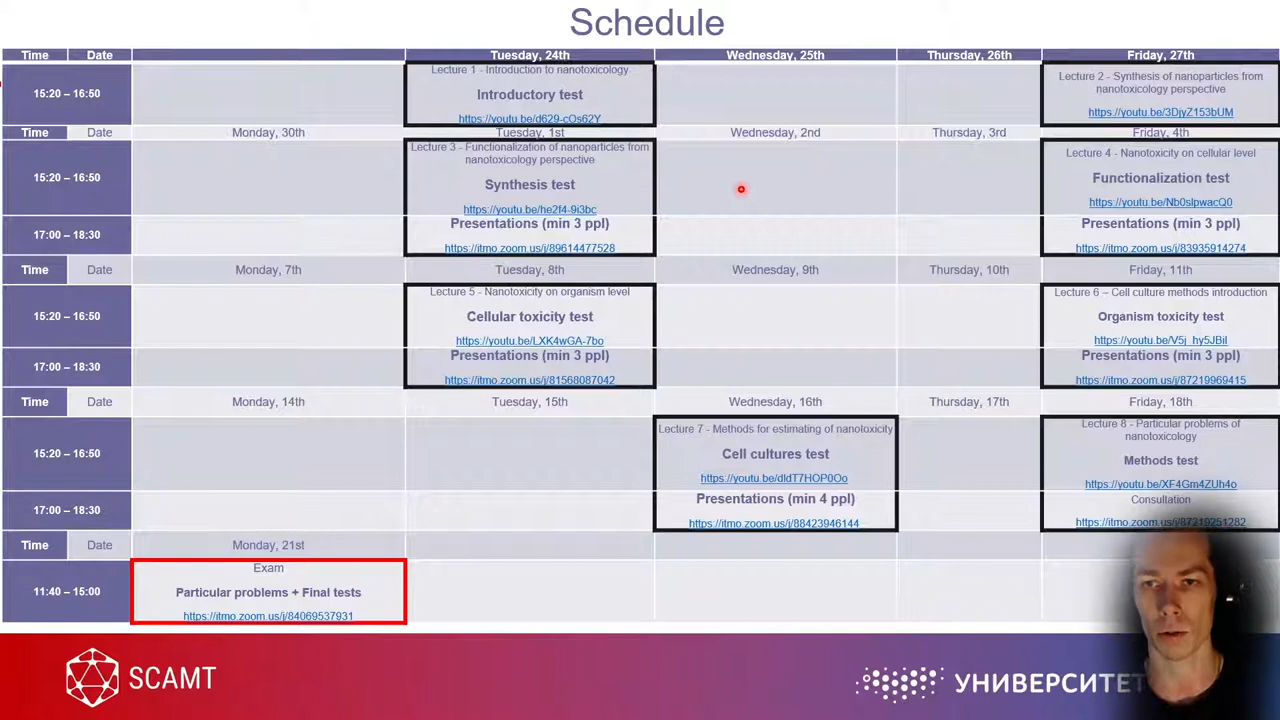 Schedule
Time Date Tuesday, 24th Wednesday, 25th Thursday, 26th Friday, 27th
15:20 – 16:50
Lecture 1 - Introduction to nanotoxicology
Introductory test
https://youtu.be/d629-cOs62Y
Lecture 2 - Synthesis of nanoparticles from
nanotoxicology perspective
https://youtu.be/3DjyZ153bUM
Time Date Monday, 30th Tuesday, 1st Wednesday, 2nd Thursday, 3rd Friday, 4th
15:20 – 16:50
Lecture 3 - Functionalization of nanoparticles from
nanotoxicology perspective
Synthesis test
https://youtu.be/he2f4-9i3bc
Lecture 4 - Nanotoxicity on cellular level
Functionalization test
https://youtu.be/Nb0slpwacQ0
17:00 – 18:30
Presentations (min 3 ppl)
https://itmo.zoom.us/j/89614477528
Presentations (min 3 ppl)
https://itmo.zoom.us/j/83935914274
Time Date Monday, 7th Tuesday, 8th Wednesday, 9th Thursday, 10th Friday, 11th
15:20 – 16:50
Lecture 5 - Nanotoxicity on organism level
Cellular toxicity test
https://youtu.be/LXK4wGA-7bo
Lecture 6 – Cell culture methods introduction
Organism toxicity test
https://youtu.be/V5j_hy5JBiI
17:00 – 18:30
Presentations (min 3 ppl)
https://itmo.zoom.us/j/81568087042
Presentations (min 3 ppl)
https://itmo.zoom.us/j/87219969415
Time Date Monday, 14th Tuesday, 15th Wednesday, 16th Thursday, 17th Friday, 18th
15:20 – 16:50
Lecture 7 - Methods for estimating of nanotoxicity
Cell cultures test
https://youtu.be/dldT7HOP0Oo
Lecture 8 - Particular problems of
nanotoxicology
Methods test
https://youtu.be/XF4Gm4ZUh4o
17:00 – 18:30
Presentations (min 4 ppl)
https://itmo.zoom.us/j/88423946144
Consultation
https://itmo.zoom.us/j/87219251282
Time Date Monday, 21st
11:40 – 15:00
Exam
Particular problems + Final tests
https://itmo.zoom.us/j/84069537931
SCAMT
УНИВЕРСИТЕТ